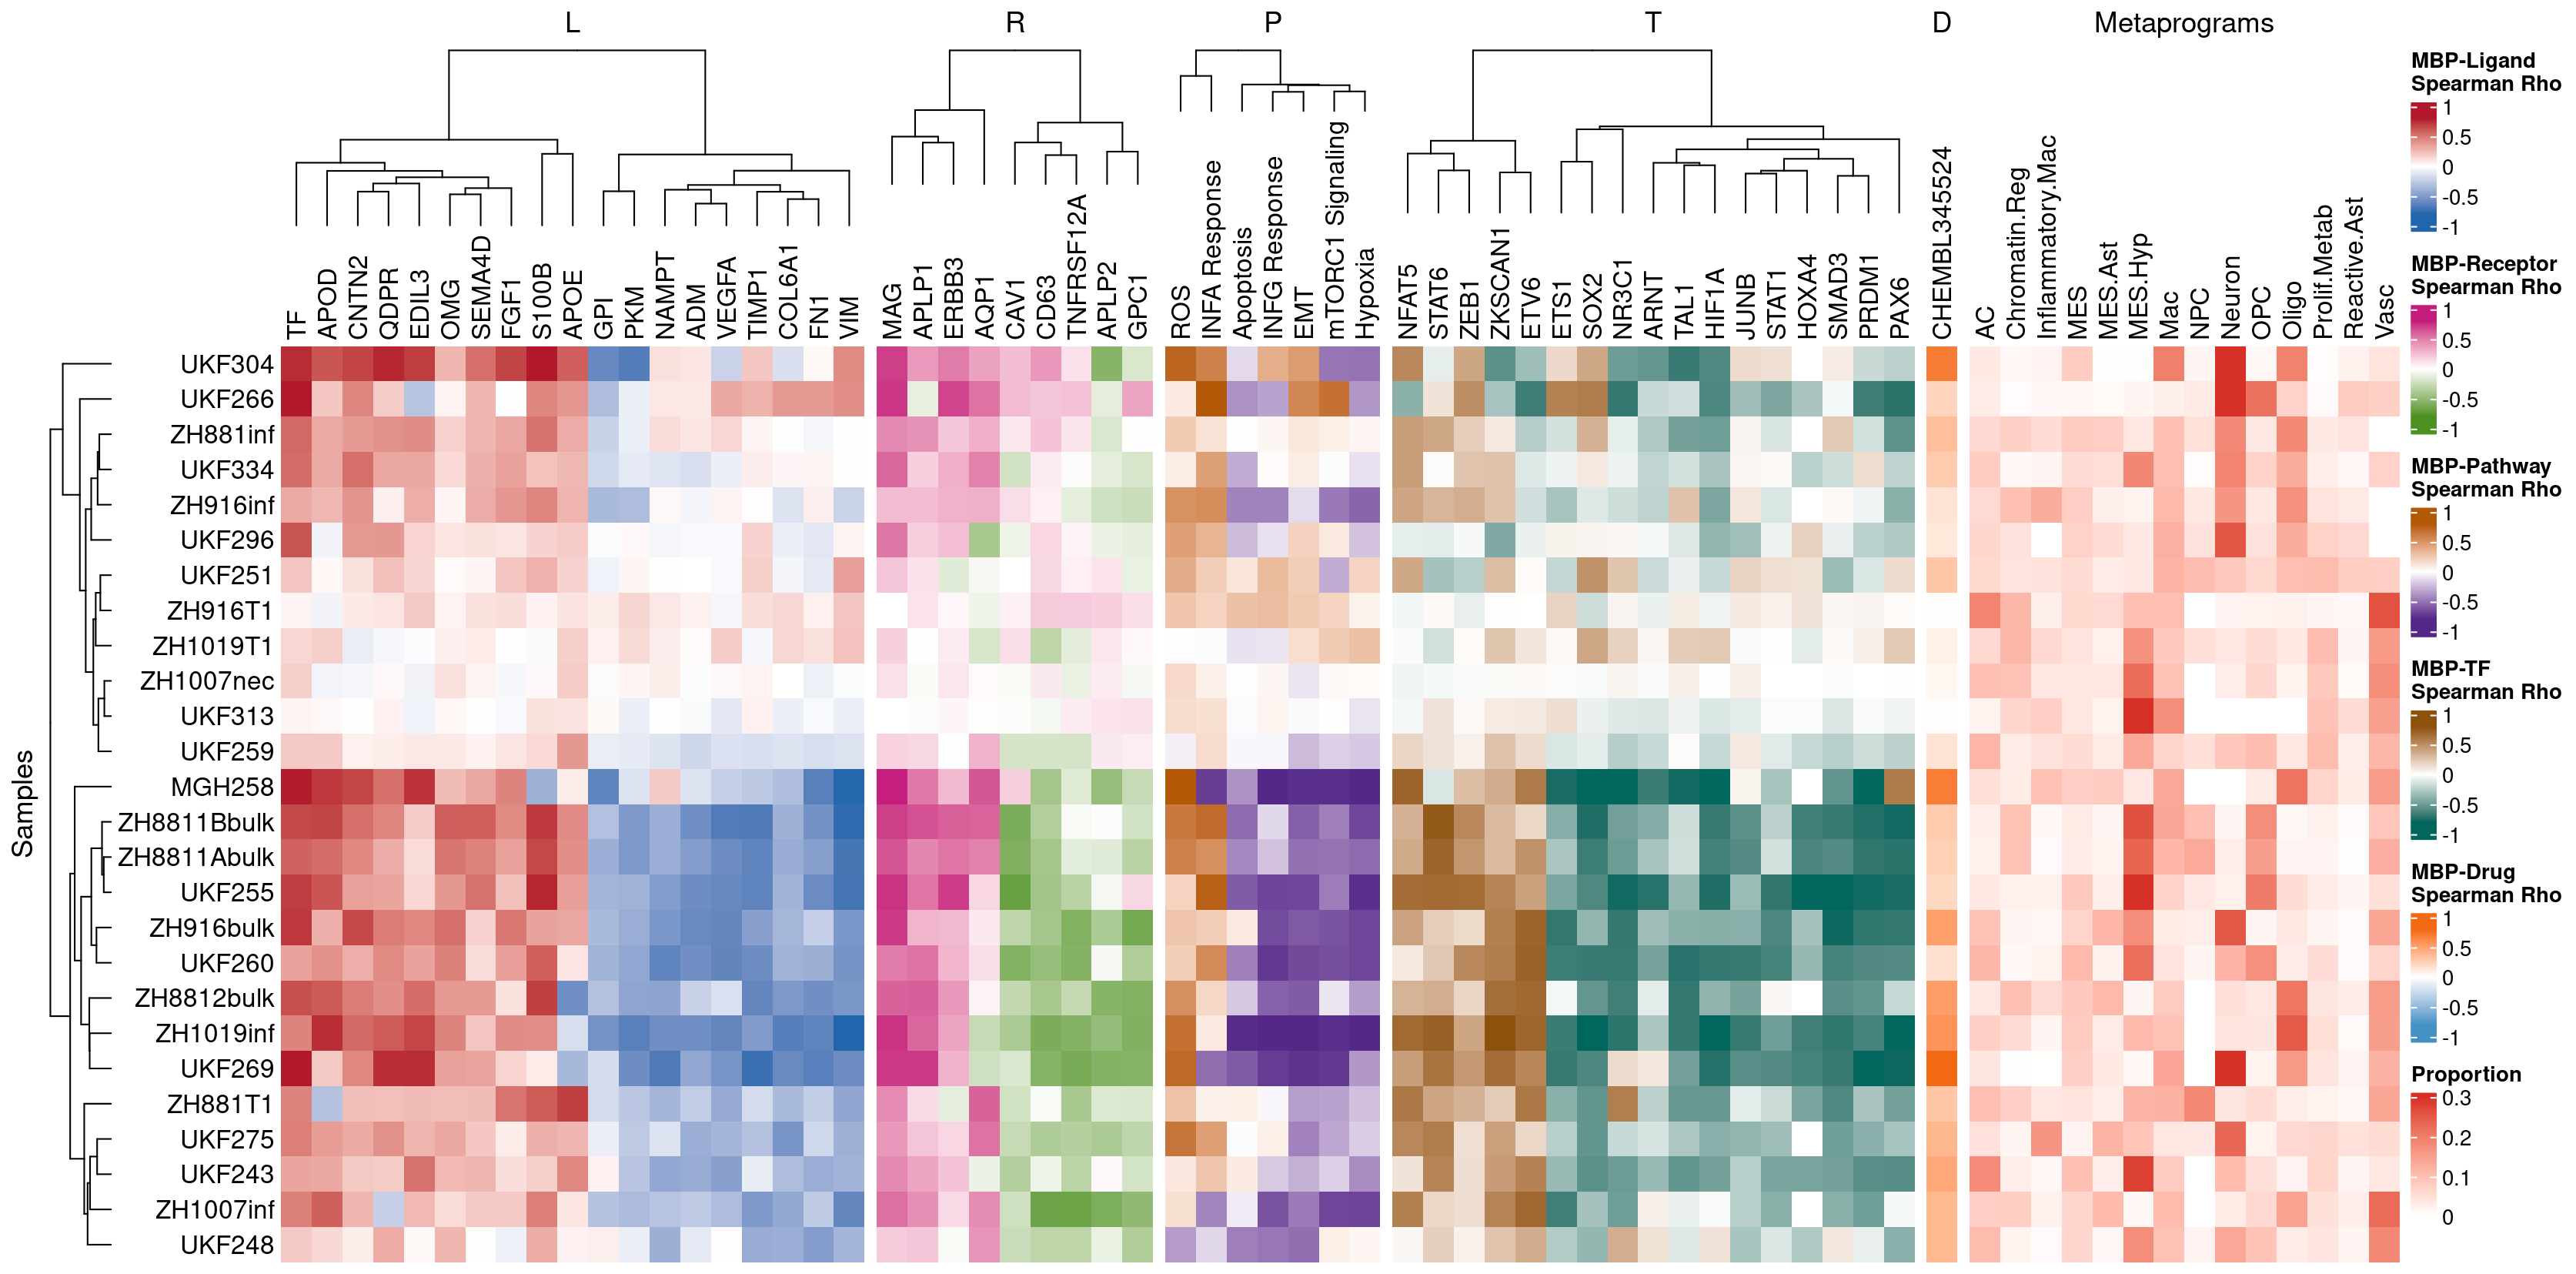 L R P T D Metaprograms
TF APOD CNTN2 QDPR EDIL3 OMG SEMA4D FGF1 S100B APOE GPI PKM NAMPT ADM VEGFA TIMP1 COL6A1 FN1 VIM
MAG APLP1 ERBB3 AQP1 CAV1 CD63 TNFRSF12A APLP2 GPC1
ROS INFA Response Apoptosis INFG Response EMT mTORC1 Signaling Hypoxia
NFAT5 STAT6 ZEB1 ZKSCAN1 ETV6 ETS1 SOX2 NR3C1 ARNT TAL1 HIF1A JUNB STAT1 HOXA4 SMAD3 PRDM1 PAX6
CHEMBL345524
AC Chromatin.Reg Inflammatory.Mac MES MES.Ast MES.Hyp Mac NPC Neuron OPC Oligo Prolif.Metab Reactive.Ast Vasc
Samples
UKF304
UKF266
ZH881inf
UKF334
ZH916inf
UKF296
UKF251
ZH916T1
ZH1019T1
ZH1007nec
UKF313
UKF259
MGH258
ZH8811Bbulk
ZH8811Abulk
UKF255
ZH916bulk
UKF260
ZH8812bulk
ZH1019inf
UKF269
ZH881T1
UKF275
UKF243
ZH1007inf
UKF248
MBP-Ligand
Spearman Rho
1
0.5
0
-0.5
-1
MBP-Receptor
Spearman Rho
1
0.5
0
-0.5
-1
MBP-Pathway
Spearman Rho
1
0.5
0
-0.5
-1
MBP-TF
Spearman Rho
1
0.5
0
-0.5
-1
MBP-Drug
Spearman Rho
1
0.5
0
-0.5
-1
Proportion
0.3
0.2
0.1
0